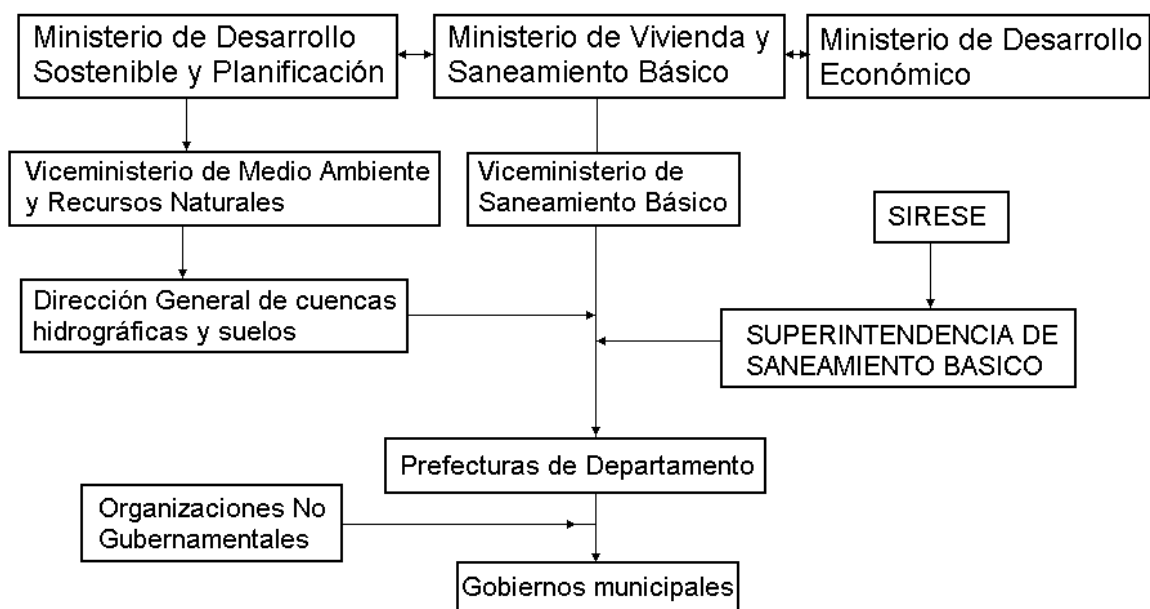 Ministerio de Desarrollo
Sostenible y Planificación
Ministerio de Vivienda y
Saneamiento Básico
Ministerio de Desarrollo
Económico
Viceministerio de Medio Ambiente
y Recursos Naturales
Viceministerio de
Saneamiento Básico
SIRESE
Dirección General de cuencas
hidrográficas y suelos
SUPERINTENDENCIA DE
SANEAMIENTO BASICO
Prefecturas de Departamento
Organizaciones No
Gubernamentales
Gobiernos municipales